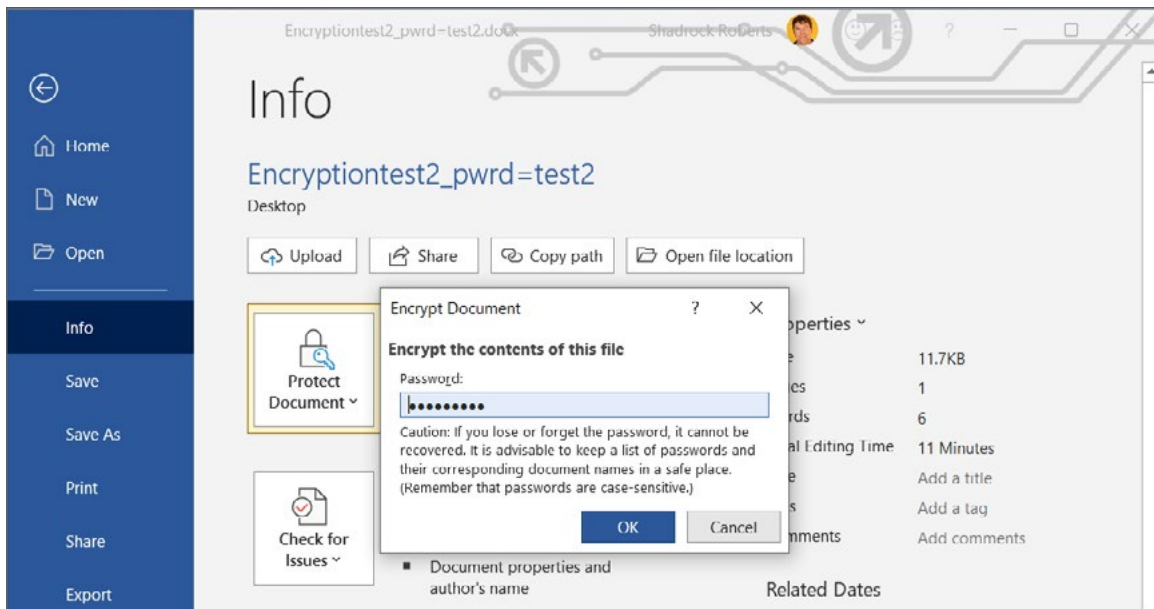 Encryptiontest2_pwrd=test2.docx
Shadrock Roberts
?
Info
Home
New
Open
Info
Save
Save As
Print
Share
Export
Encryptiontest2_pwrd=test2
Desktop
Upload
Share
Copy path
Open file location
Protect
Document
Check for
Issues
Encrypt Document
?
Encrypt the contents of this file
Password:
Caution: If you lose or forget the password, it cannot be
recovered. It is advisable to keep a list of passwords and
their corresponding document names in a safe place.
(Remember that passwords are case-sensitive.)
OK
Cancel
Document properties and
author's name
operties
11.7KB
es 1
rds 6
al Editing Time 11 Minutes
e Add a title
s Add a tag
mments Add comments
Related Dates